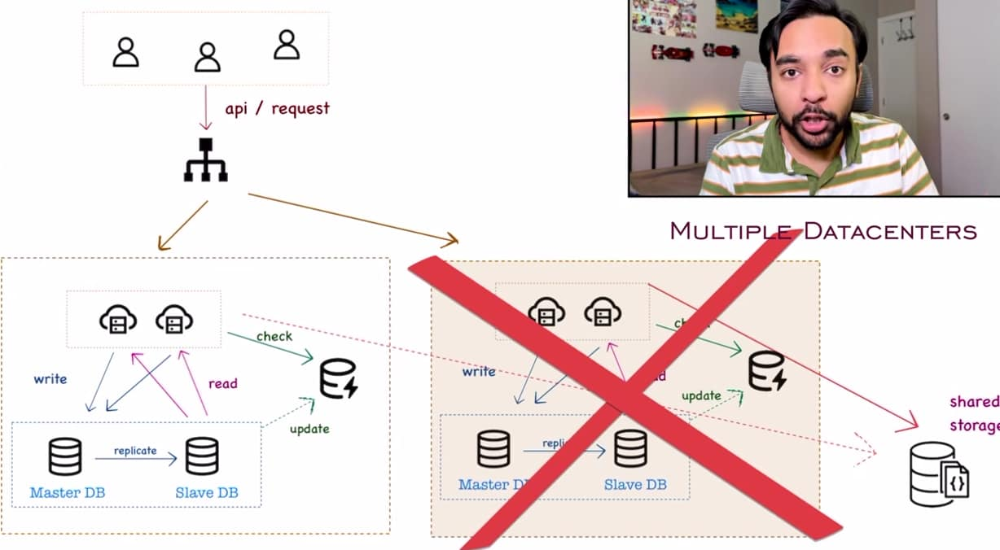 api / request
MULTIPLE DATACENTERS
check
write
read
update
replicate
Master DB
Slave DB
write
update
Master
Slave DB
shared
storage